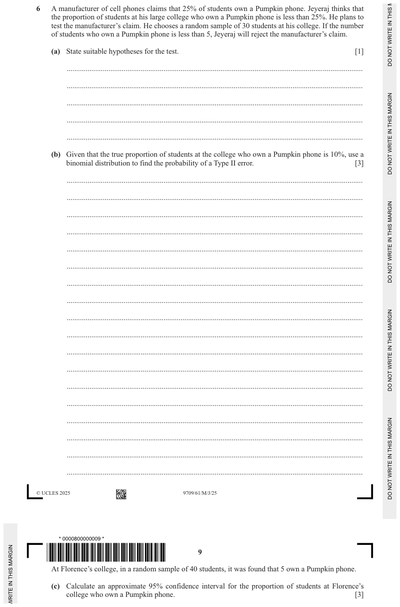 6 A manufacturer of cell phones claims that 25% of students own a Pumpkin phone. Jeyeraj thinks that
the proportion of students at his large college who own a Pumpkin phone is less than 25%. He plans to
test the manufacturer's claim. He chooses a random sample of 30 students at his college. If the number
of students who own a Pumpkin phone is less than 5, Jeyeraj will reject the manufacturer's claim.
(a) State suitable hypotheses for the test. [1]
(b) Given that the true proportion of students at the college who own a Pumpkin phone is 10%, use a
binomial distribution to find the probability of a Type II error. [3]
DO NOT WRITE IN THIS M
DO NOT WRITE IN THIS MARGIN
DO NOT WRITE IN THIS MARGIN
DO NOT WRITE IN THIS MARGIN
DO NOT WRITE IN THIS MARGIN
© UCLES 2025
9709/61/M/J/25
* 0000800000009 *
9
WRITE IN THIS MARGIN
At Florence's college, in a random sample of 40 students, it was found that 5 own a Pumpkin phone.
(c) Calculate an approximate 95% confidence interval for the proportion of students at Florence's
college who own a Pumpkin phone. [3]